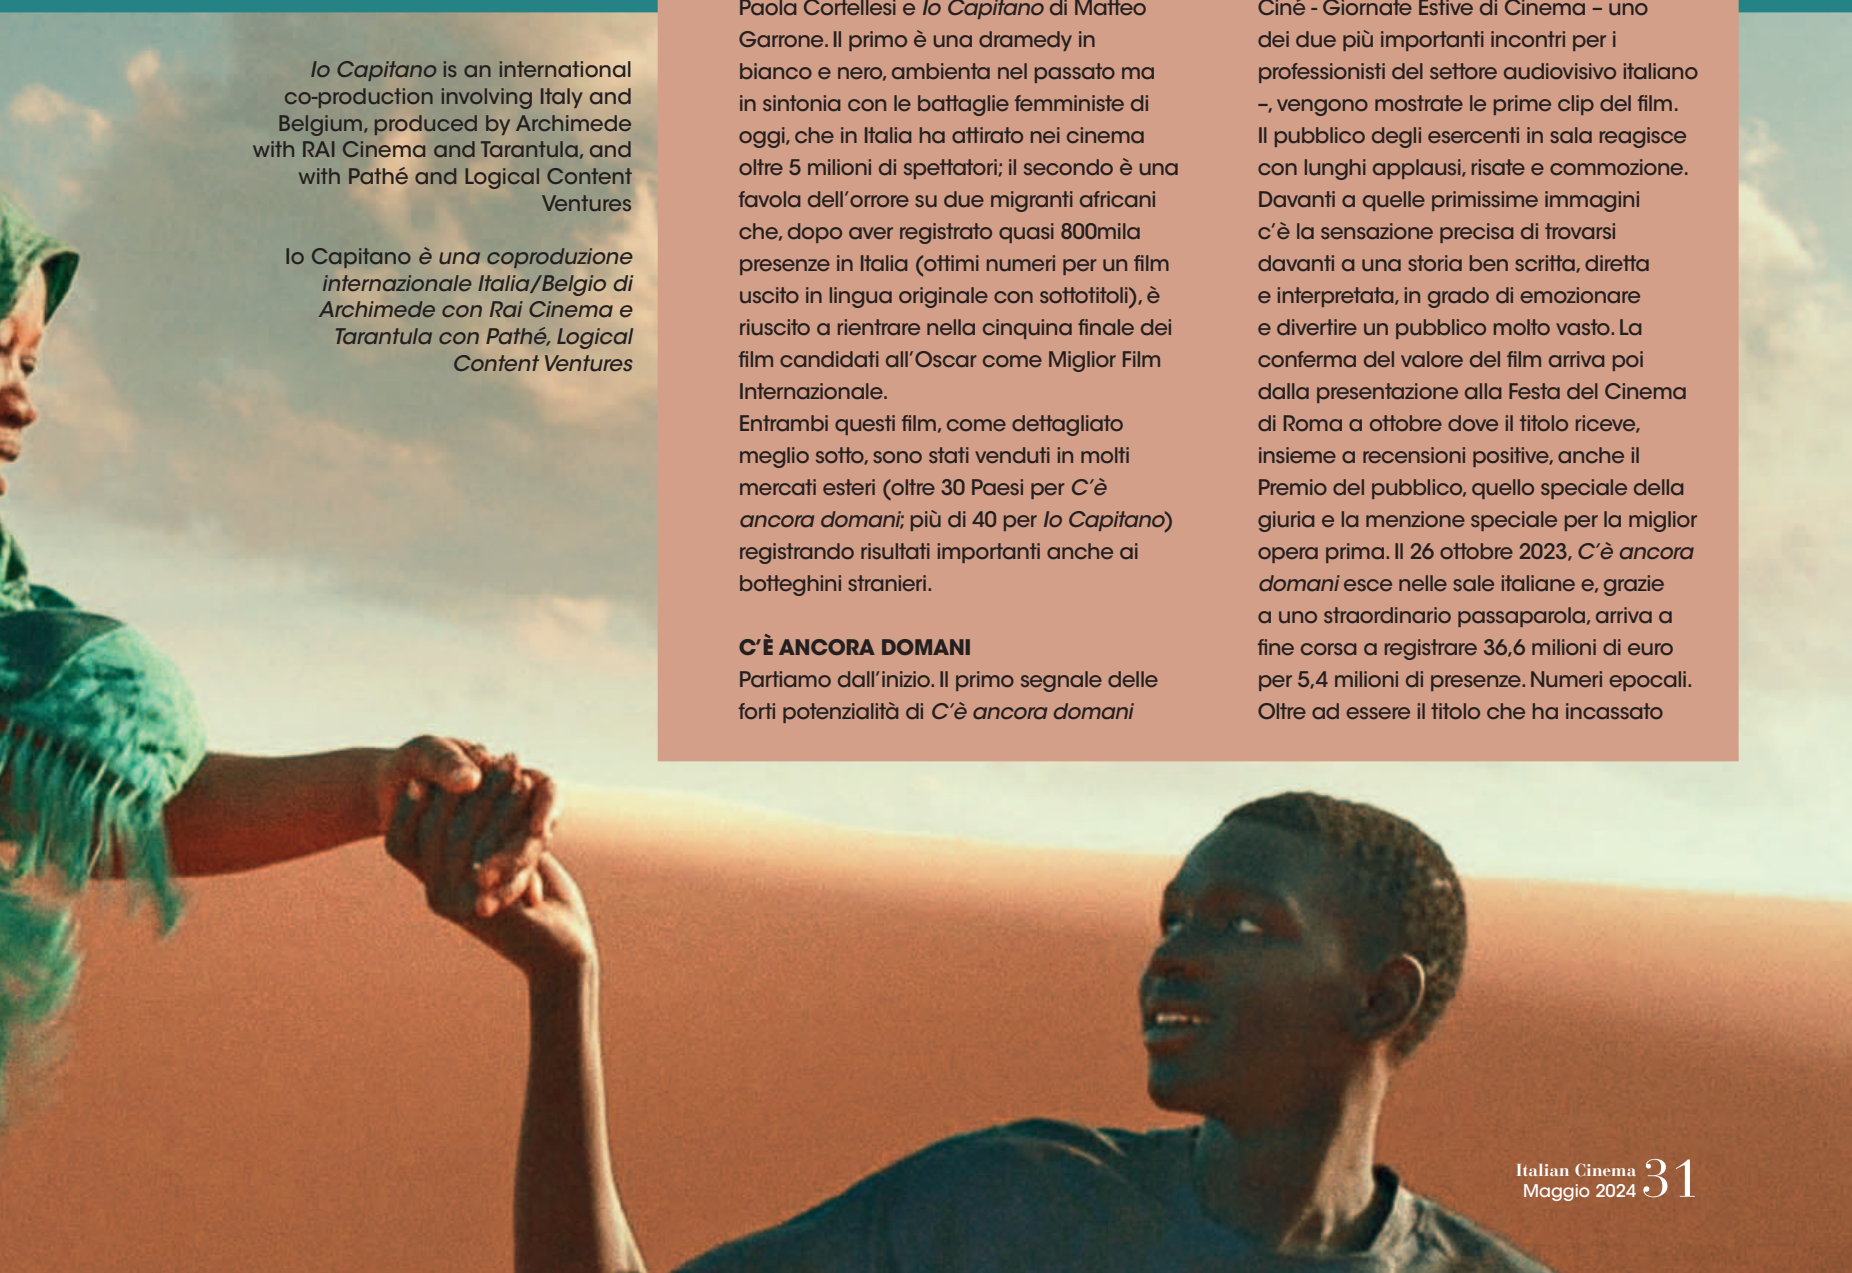 Io Capitano is an international
co-production involving Italy and
Belgium, produced by Archimede
with RAI Cinema and Tarantula, and
with Pathé and Logical Content
Ventures
Io Capitano è una coproduzione
internazionale Italia/Belgio di
Archimede con Rai Cinema e
Tarantula con Pathé, Logical
Content Ventures
Paola Cortellesi e Io Capitano di Matteo
Garrone. Il primo è una dramedy in
bianco e nero, ambienta nel passato ma
in sintonia con le battaglie femministe di
oggi, che in Italia ha attirato nei cinema
oltre 5 milioni di spettatori; il secondo è una
favola dell'orrore su due migranti africani
che, dopo aver registrato quasi 800mila
presenze in Italia (ottimi numeri per un film
uscito in lingua originale con sottotitoli), è
riuscito a rientrare nella cinquina finale dei
film candidati all'Oscar come Miglior Film
Internazionale.
Entrambi questi film, come dettagliato
meglio sotto, sono stati venduti in molti
mercati esteri (oltre 30 Paesi per C'è
ancora domani; più di 40 per Io Capitano)
registrando risultati importanti anche ai
botteghini stranieri.
C'È ANCORA DOMANI
Partiamo dall'inizio. Il primo segnale delle
forti potenzialità di C'è ancora domani
Ciné - Giornate Estive di Cinema – uno
dei due più importanti incontri per i
professionisti del settore audiovisivo italiano
–, vengono mostrate le prime clip del film.
Il pubblico degli esercenti in sala reagisce
con lunghi applausi, risate e commozione.
Davanti a quelle primissime immagini
c'è la sensazione precisa di trovarsi
davanti a una storia ben scritta, diretta
e interpretata, in grado di emozionare
e divertire un pubblico molto vasto. La
conferma del valore del film arriva poi
dalla presentazione alla Festa del Cinema
di Roma a ottobre dove il titolo riceve,
insieme a recensioni positive, anche il
Premio del pubblico, quello speciale della
giuria e la menzione speciale per la miglior
opera prima. Il 26 ottobre 2023, C'è ancora
domani esce nelle sale italiane e, grazie
a uno straordinario passaparola, arriva a
fine corsa a registrare 36,6 milioni di euro
per 5,4 milioni di presenze. Numeri epocali.
Oltre ad essere il titolo che ha incassato
Italian Cinema
Maggio 2024 31